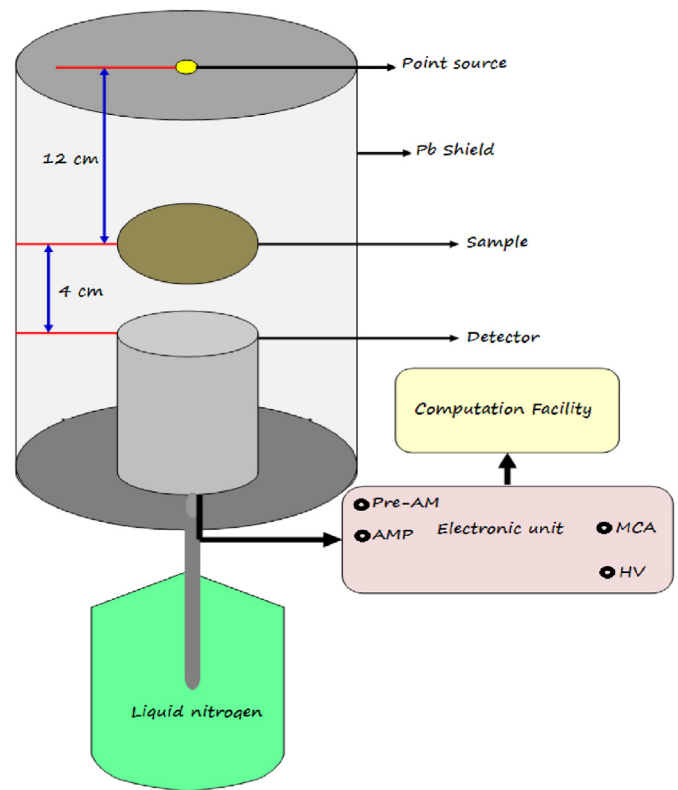 Point source
12 cm
Pb Shield
Sample
4 cm
Detector
Computation Facility
Pre-AM
Electronic unit
MCA
AMP
HV
Liquid nitrogen